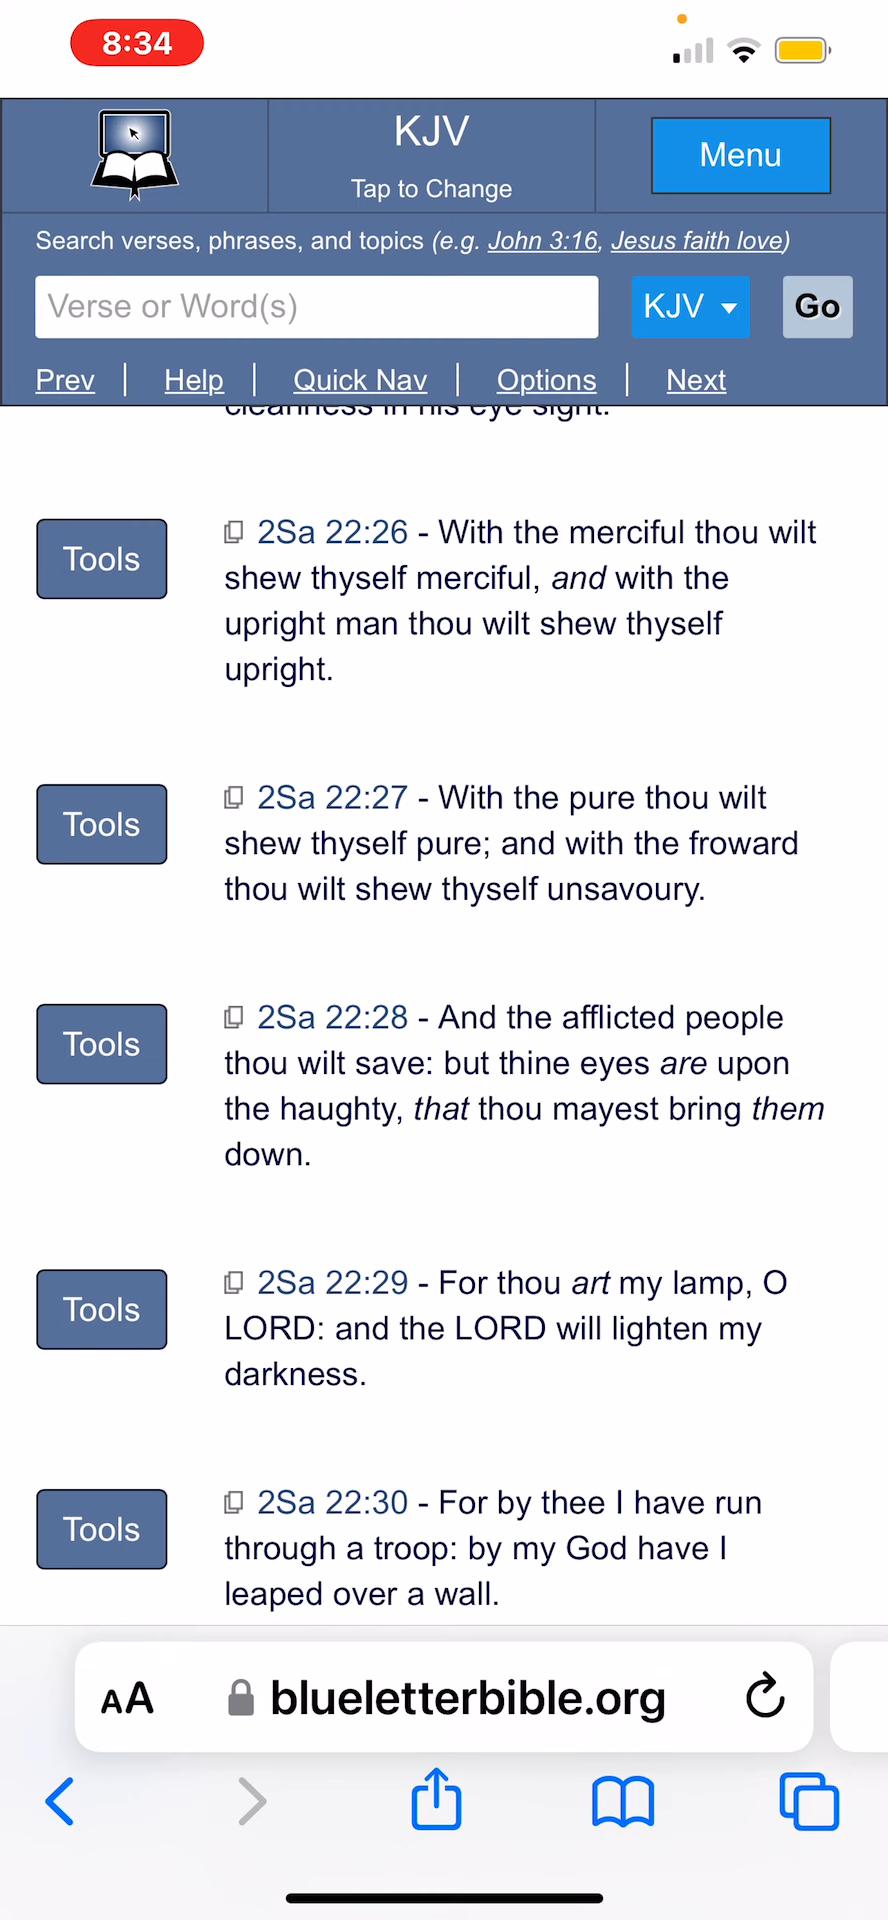 8:34
KJV
Tap to Change
Menu
Search verses, phrases, and topics (e.g. John 3:16, Jesus faith love)
Verse or Word(s)
KJV
Go
Prev | Help | Quick Nav | Options | Next
cleanness in his eye sight.
Tools
2Sa 22:26 - With the merciful thou wilt
shew thyself merciful, and with the
upright man thou wilt shew thyself
upright.
Tools
2Sa 22:27 - With the pure thou wilt
shew thyself pure; and with the froward
thou wilt shew thyself unsavoury.
Tools
2Sa 22:28 - And the afflicted people
thou wilt save: but thine eyes are upon
the haughty, that thou mayest bring them
down.
Tools
2Sa 22:29 - For thou art my lamp, O
LORD: and the LORD will lighten my
darkness.
Tools
2Sa 22:30 - For by thee I have run
through a troop: by my God have I
leaped over a wall.
AA
blueletterbible.org